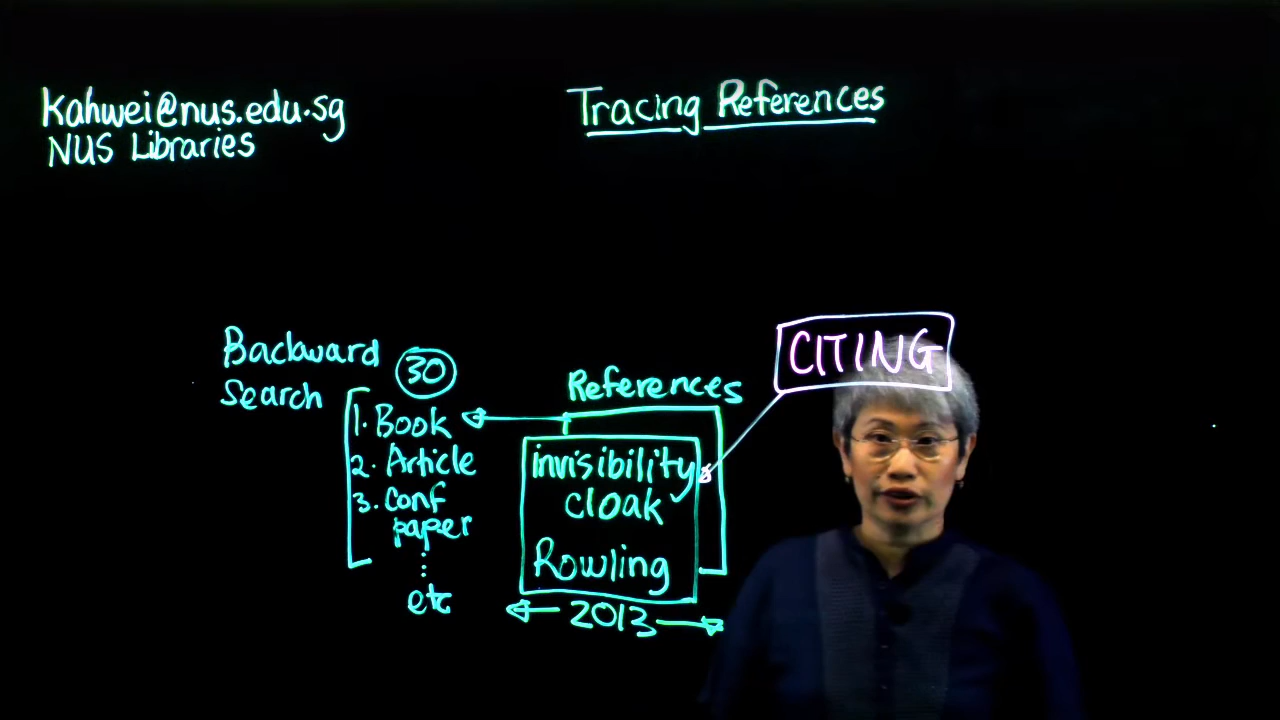 Kahwei@nus.edu.sg
NUS Libraries
Tracing References
Backward
Search
30
1. Book
2. Article
3. Conf
paper
etc
References
invisibility
cloak
Rowling
2013
CITING